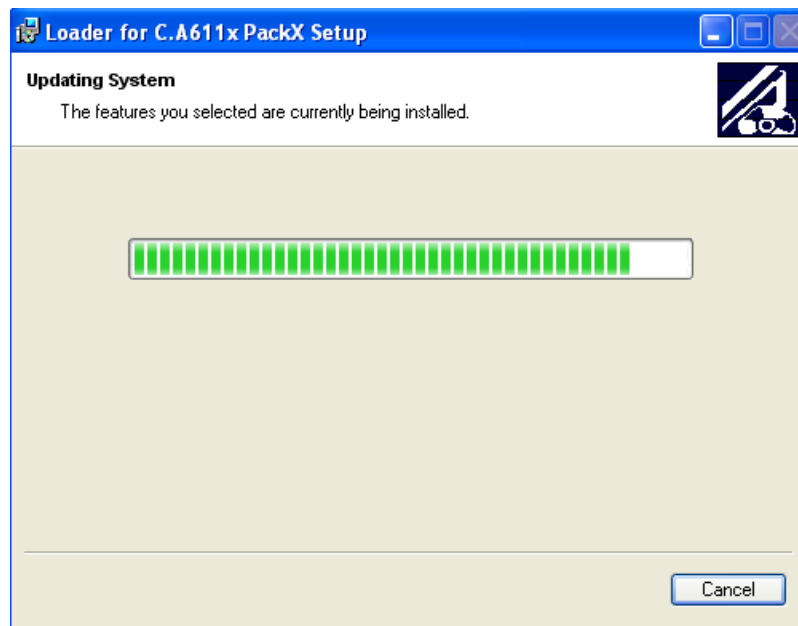 Loader for C.A611x PackX Setup
Updating System
The features you selected are currently being installed.
Cancel